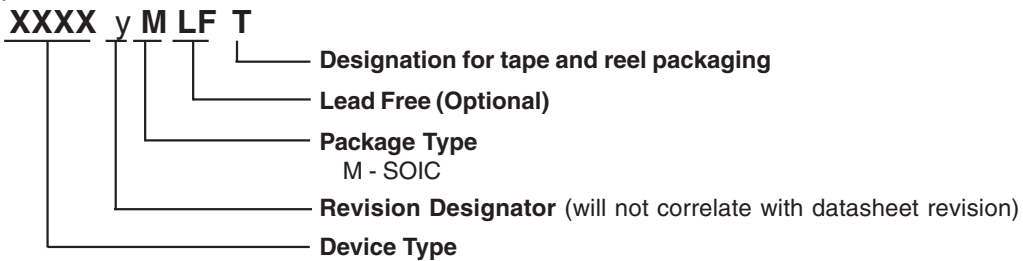 XXXX y M LF T
Designation for tape and reel packaging
Lead Free (Optional)
Package Type
M - SOIC
Revision Designator (will not correlate with datasheet revision)
Device Type